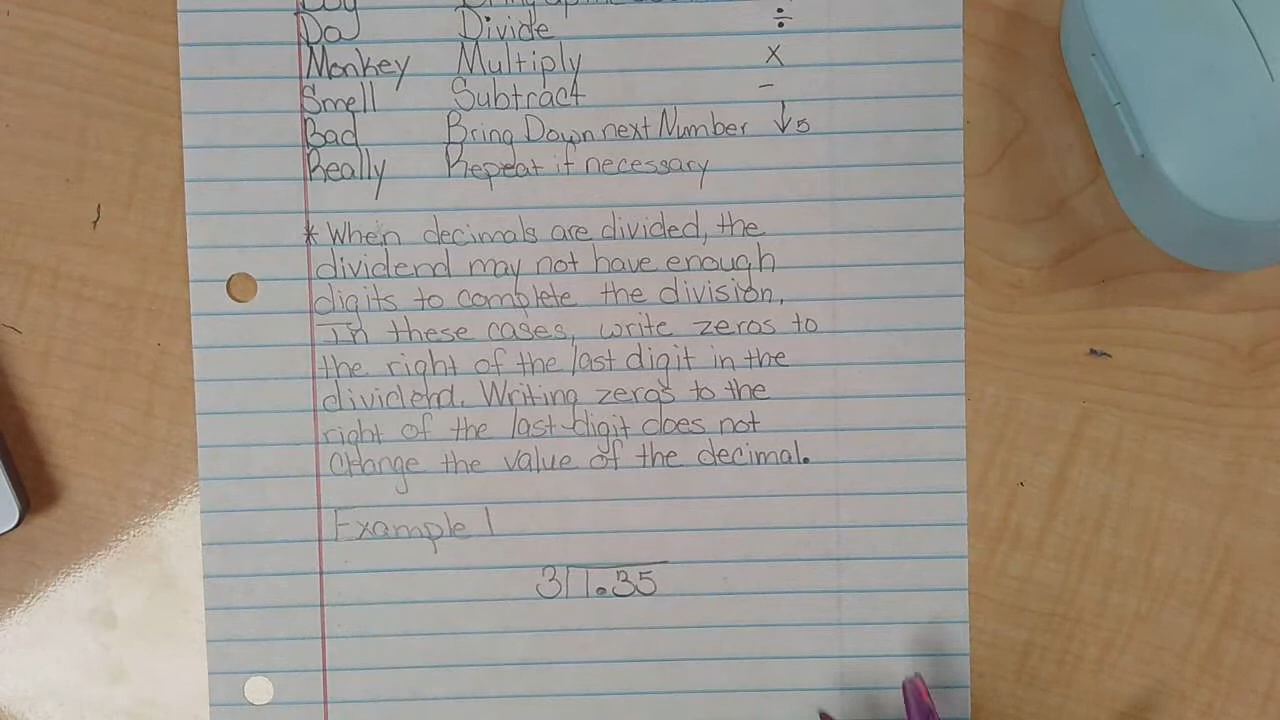 Do Divide ÷
Monkey Multiply x
Smell Subtract -
Bad Bring Down next Number ↓5
Really Repeat if necessary
* When decimals are divided, the
dividend may not have enough
digits to complete the division.
In these cases, write zeros to
the right of the last digit in the
dividend. Writing zeros to the
right of the last digit does not
change the value of the decimal.
Example 1
3 1.35